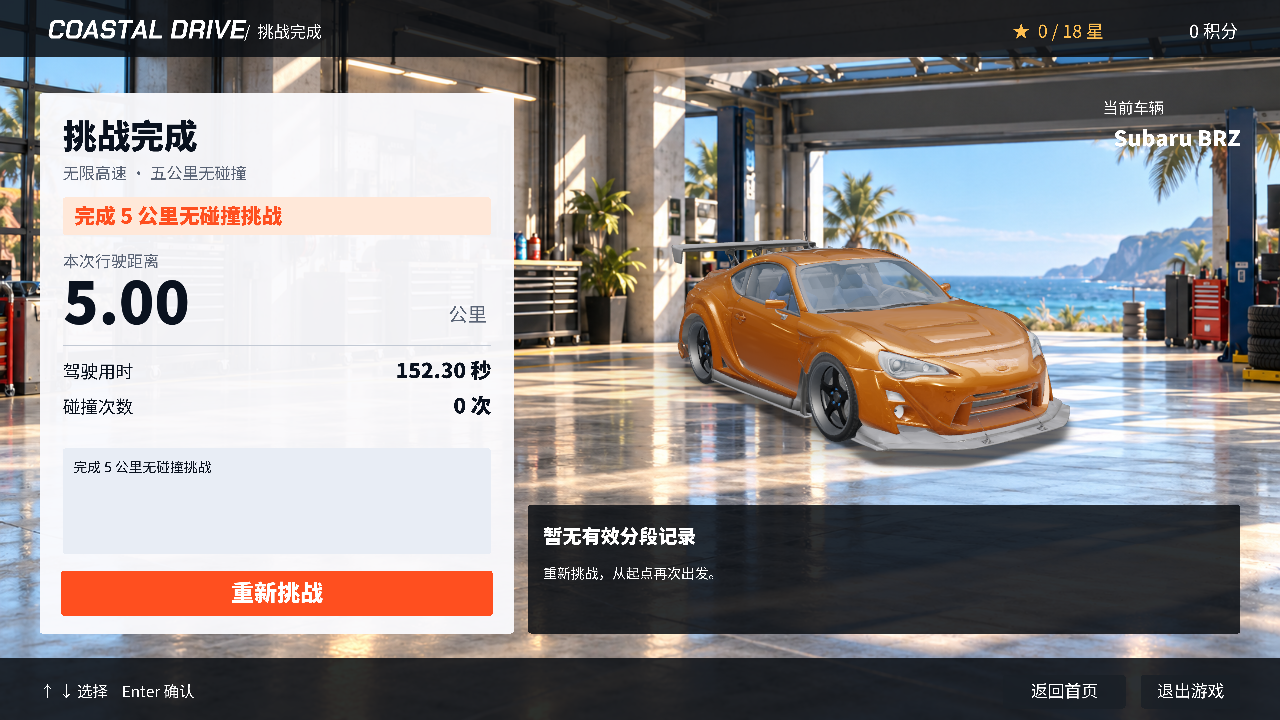 COASTAL DRIVE / 挑战完成
★ 0 / 18 星
0 积分
当前车辆
Subaru BRZ
挑战完成
无限高速 · 五公里无碰撞
完成 5 公里无碰撞挑战
本次行驶距离
5.00 公里
驾驶用时 152.30 秒
碰撞次数 0 次
完成 5 公里无碰撞挑战
重新挑战
暂无有效分段记录
重新挑战，从起点再次出发。
↑ ↓ 选择 Enter 确认
返回首页
退出游戏